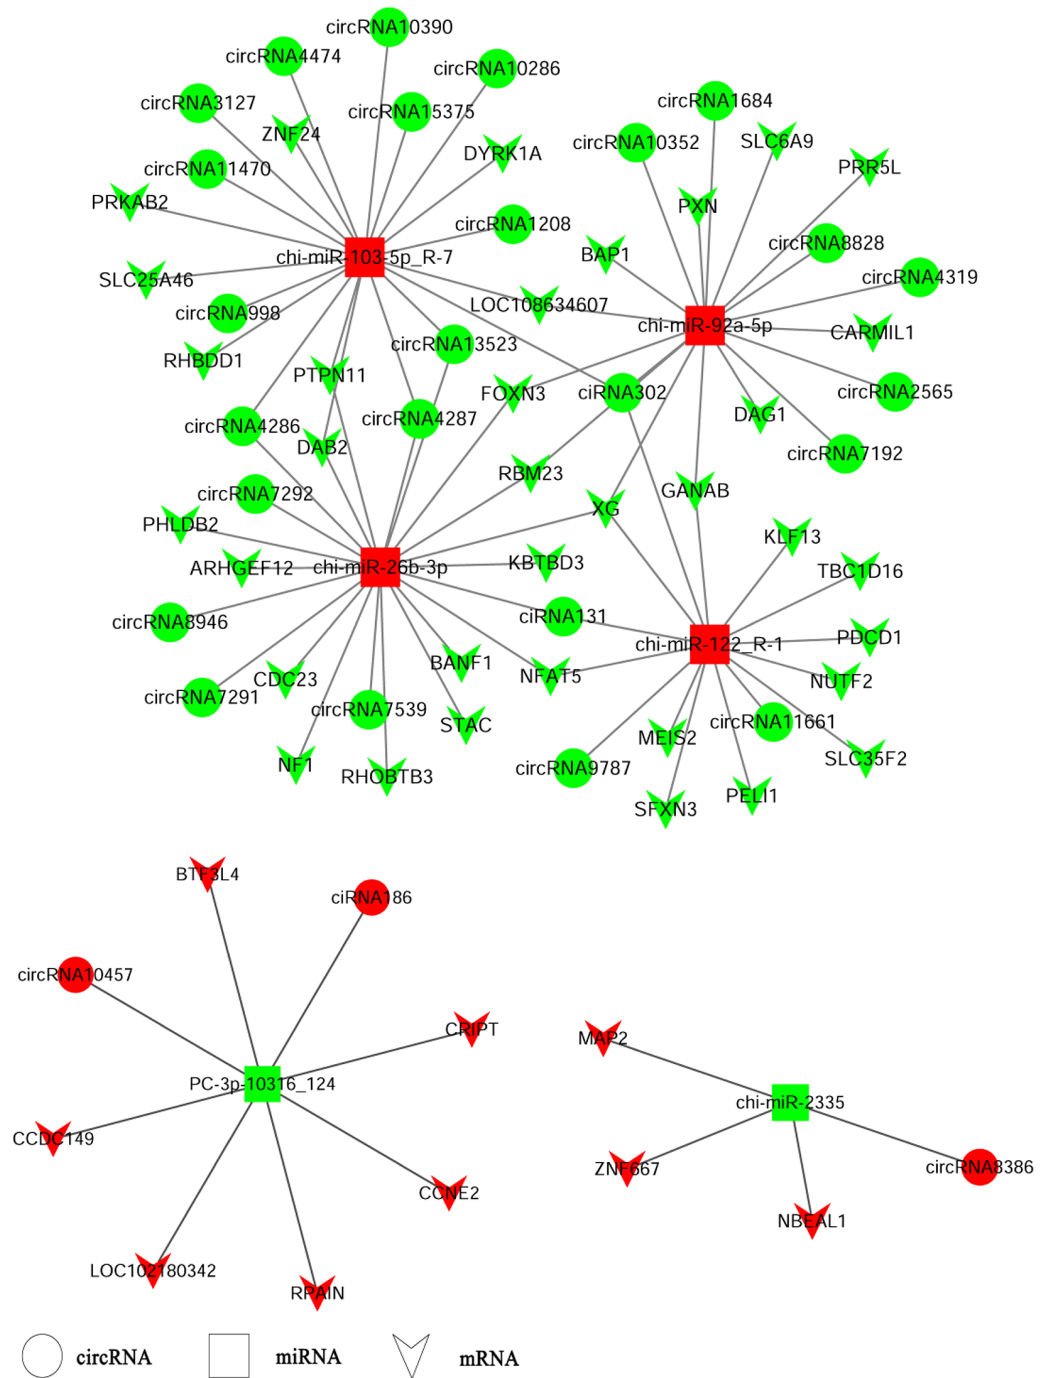 circRNA10390
circRNA4474
circRNA10286
circRNA3127
circRNA15375
circRNA1684
ZNF24
circRNA10352
SLC6A9
DYRK1A
PRR5L
circRNA11470
PRKAB2
PXN
circRNA1208
circRNA8828
BAP1
chi-miR-103-5p_R-7
SLC25A46
circRNA4319
LOC108634607
circRNA998
chi-miR-92a-5p
CARMIL1
circRNA13523
RHBDD1
PTPN11
FOXN3
ciRNA302
circRNA2565
DAG1
circRNA4287
circRNA4286
DAB2
circRNA7192
RBM23
circRNA7292
GANAB
XG
PHLDB2
KLF13
KBTBD3
ARHGEF12
chi-miR-26b-3p
TBC1D16
ciRNA131
circRNA8946
PDCD1
chi-miR-122_R-1
BANF1
NFAT5
CDC23
NUTF2
circRNA7291
circRNA7539
STAC
circRNA11661
MEIS2
SLC35F2
NF1
circRNA9787
RHOBTB3
PELI1
SFXN3
BTF3L4
ciRNA186
circRNA10457
CRIPT
MAP2
PC-3p-10316_124
chi-miR-2335
CCDC149
ZNF667
circRNA8386
CCNE2
NBEAL1
LOC102180342
RPAIN
circRNA
miRNA
mRNA